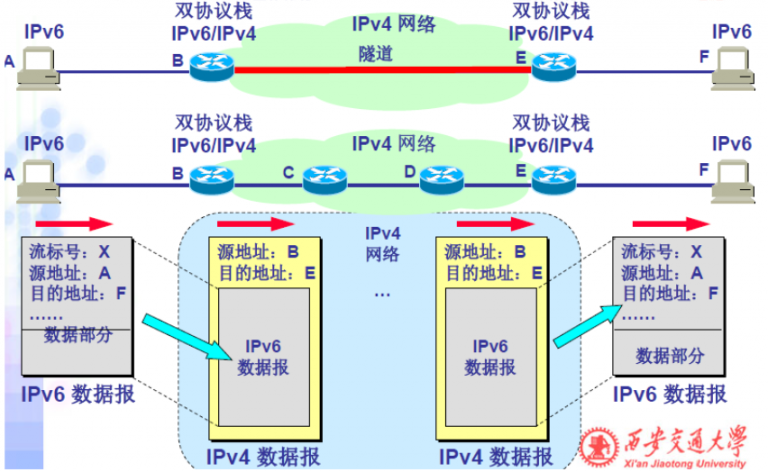 双协议栈
IPv6/IPv4
IPv4 网络
双协议栈
IPv6/IPv4
IPv6
IPv6
隧道
A
B
E
F
双协议栈
IPv6/IPv4
IPv4 网络
双协议栈
IPv6/IPv4
IPv6
IPv6
A
B
C
D
E
F
流标号：X
源地址：A
目的地址：F
……
数据部分
IPv6 数据报
源地址：B
目的地址：E
IPv6
数据报
IPv4 数据报
IPv4
网络
…
源地址：B
目的地址：E
IPv6
数据报
IPv4 数据报
流标号：X
源地址：A
目的地址：F
……
数据部分
IPv6 数据报
西安交通大学
Xi'an Jiaotong University